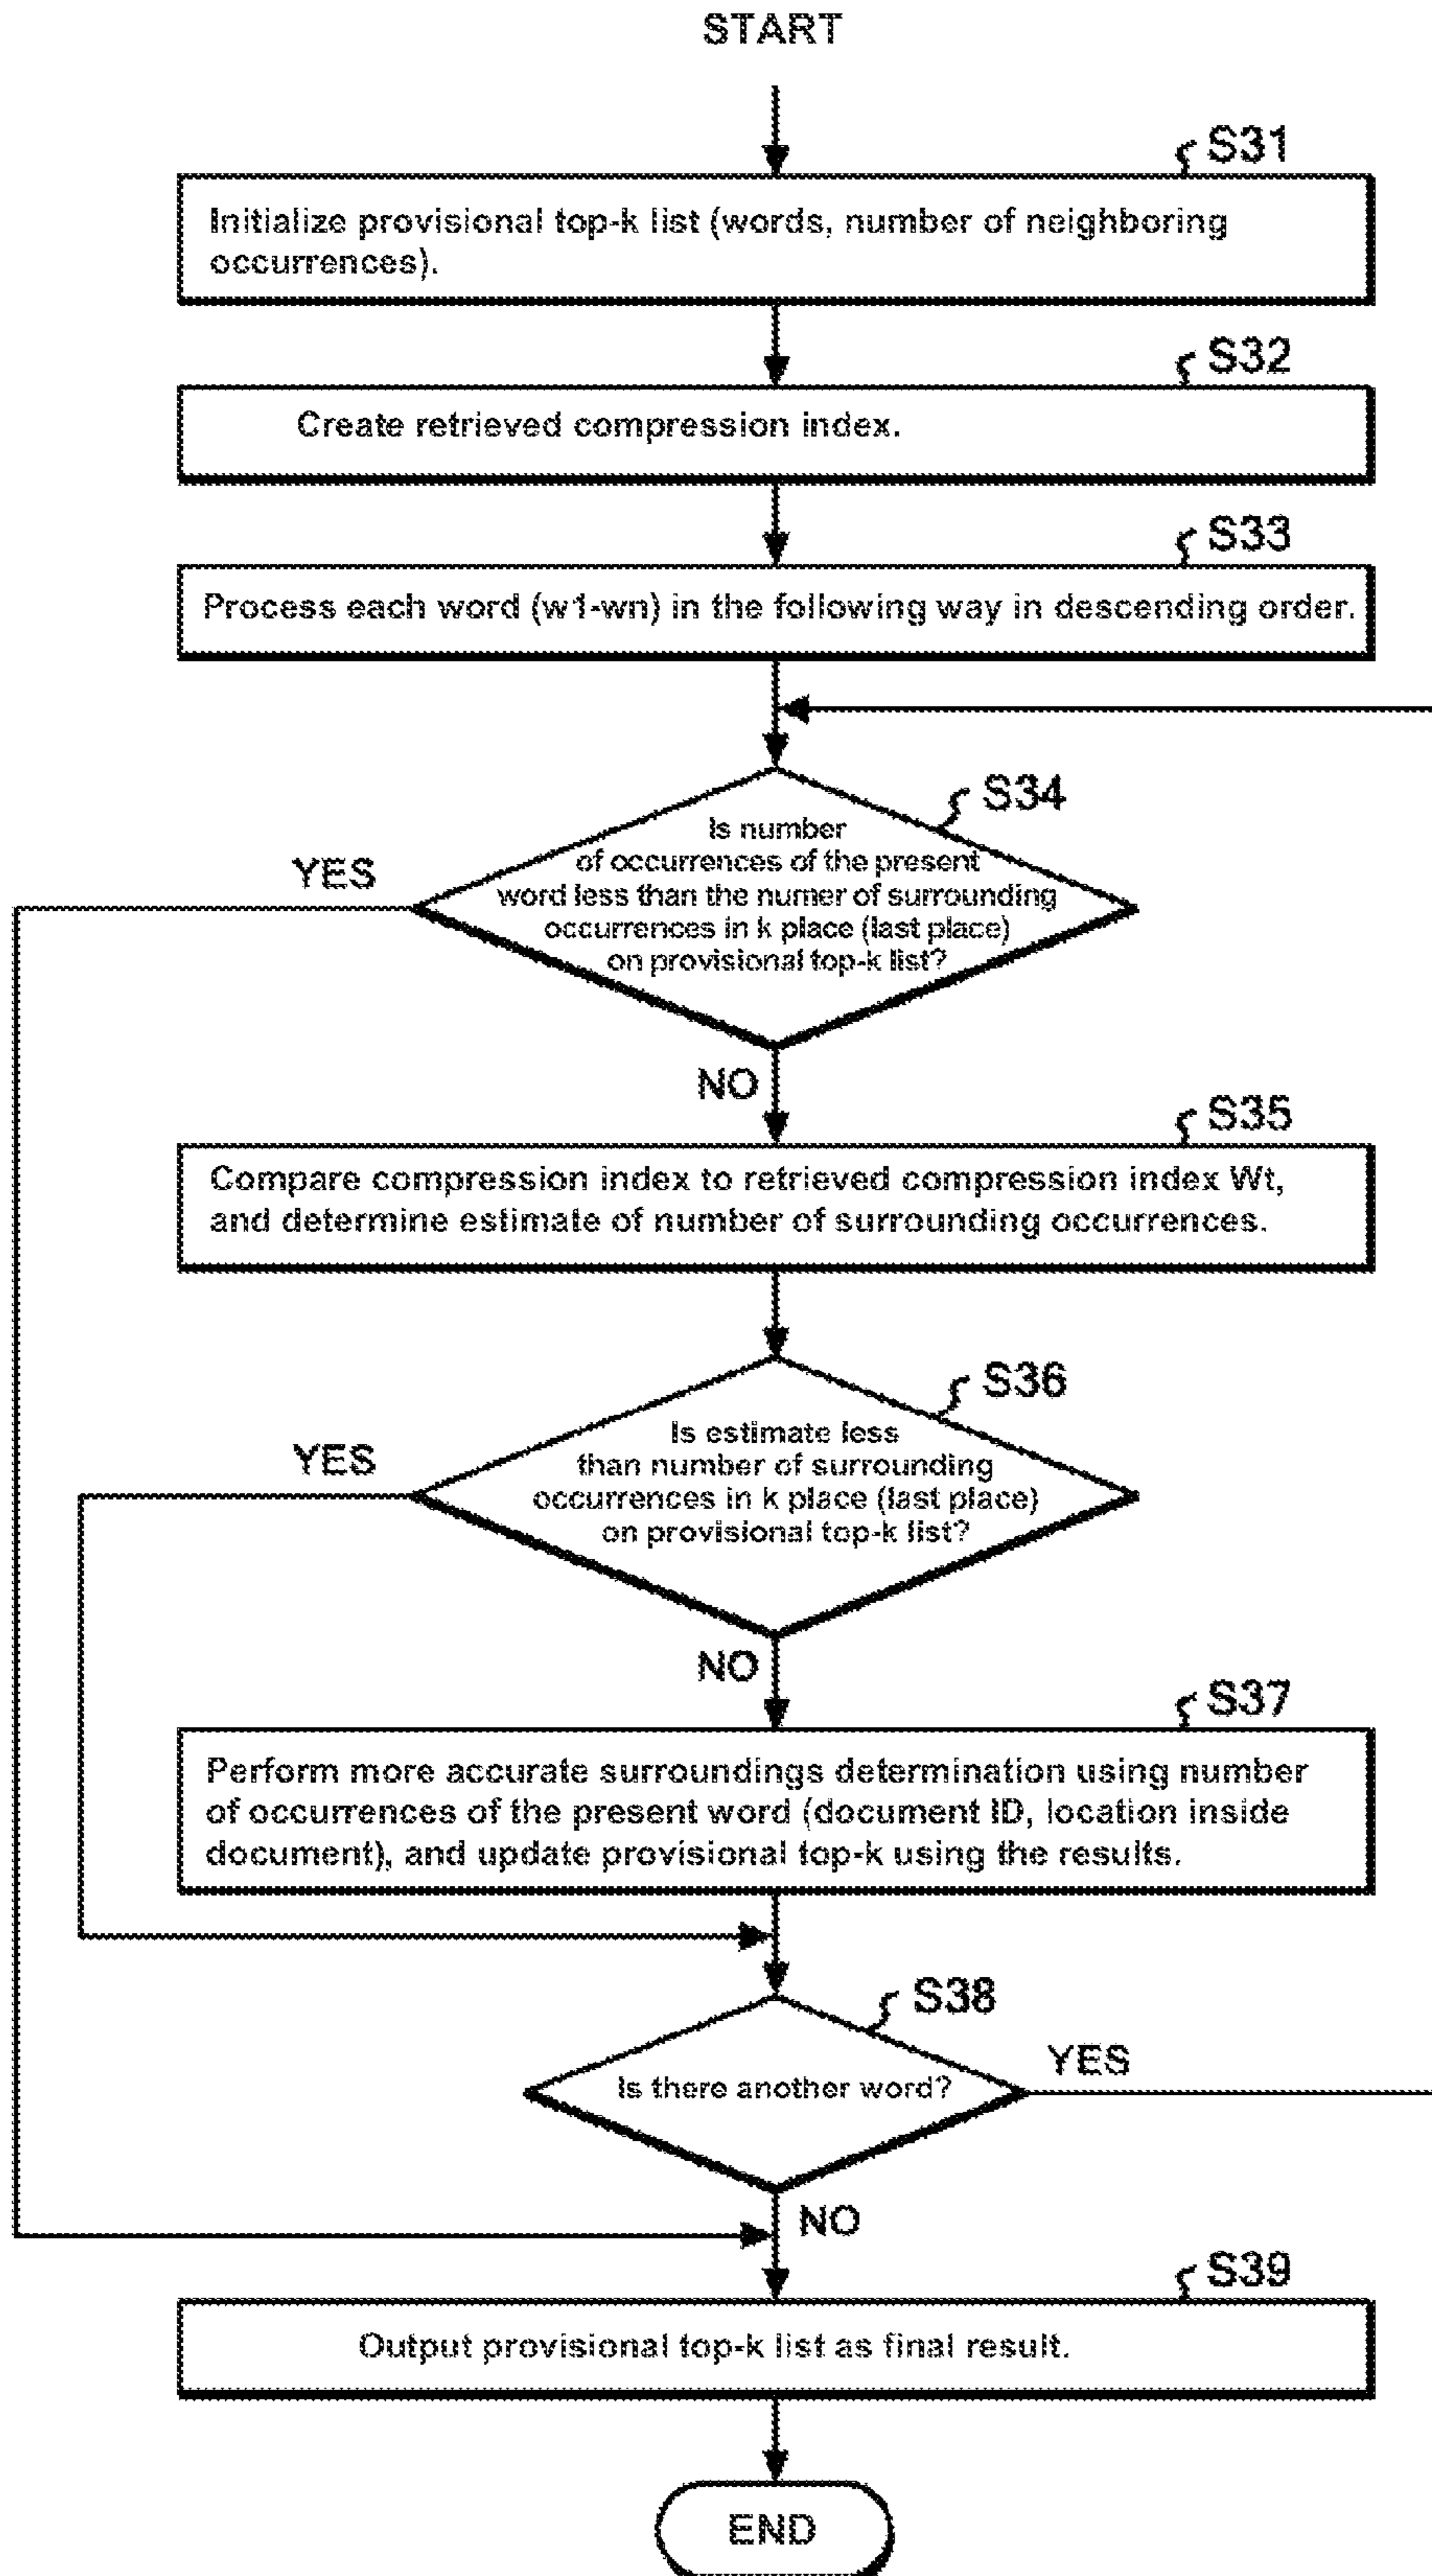 START
S31
Initialize provisional top-k list (words, number of neighboring
occurrences).
S32
Create retrieved compression index.
S33
Process each word (w1-wn) in the following way in descending order.
S34
Is number
of occurrences of the present
word less than the numer of surrounding
occurrences in k place (last place)
on provisional top-k list?
YES
NO
S35
Compare compression index to retrieved compression index Wt,
and determine estimate of number of surrounding occurrences.
S36
Is estimate less
than number of surrounding
occurrences in k place (last place)
on provisional top-k list?
YES
NO
S37
Perform more accurate surroundings determination using number
of occurrences of the present word (document ID, location inside
document), and update provisional top-k using the results.
S38
Is there another word?
YES
NO
S39
Output provisional top-k list as final result.
END